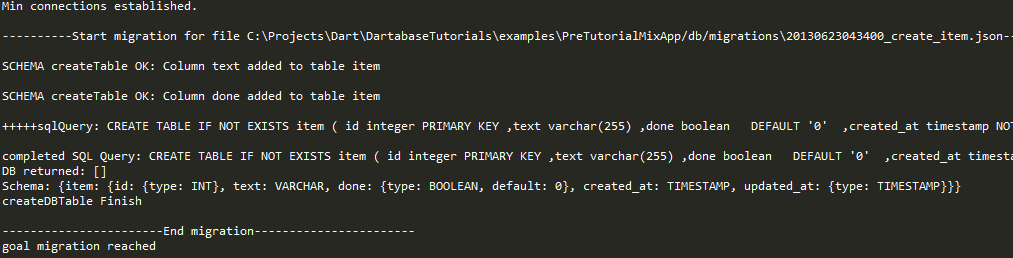 Min connections established.
----------Start migration for file C:\Projects\Dart\DartabaseTutorials\examples\PreTutorialMixApp/db/migrations\20130623043400_create_item.json--
SCHEMA createTable OK: Column text added to table item
SCHEMA createTable OK: Column done added to table item
+++++sqlQuery: CREATE TABLE IF NOT EXISTS item ( id integer PRIMARY KEY ,text varchar(255) ,done boolean   DEFAULT '0'  ,created_at timestamp NOT
completed SQL Query: CREATE TABLE IF NOT EXISTS item ( id integer PRIMARY KEY ,text varchar(255) ,done boolean   DEFAULT '0'  ,created_at timesta
DB returned: []
Schema: {item: {id: {type: INT}, text: VARCHAR, done: {type: BOOLEAN, default: 0}, created_at: TIMESTAMP, updated_at: {type: TIMESTAMP}}}
createDBTable Finish
-----------------------End migration-----------------------
goal migration reached